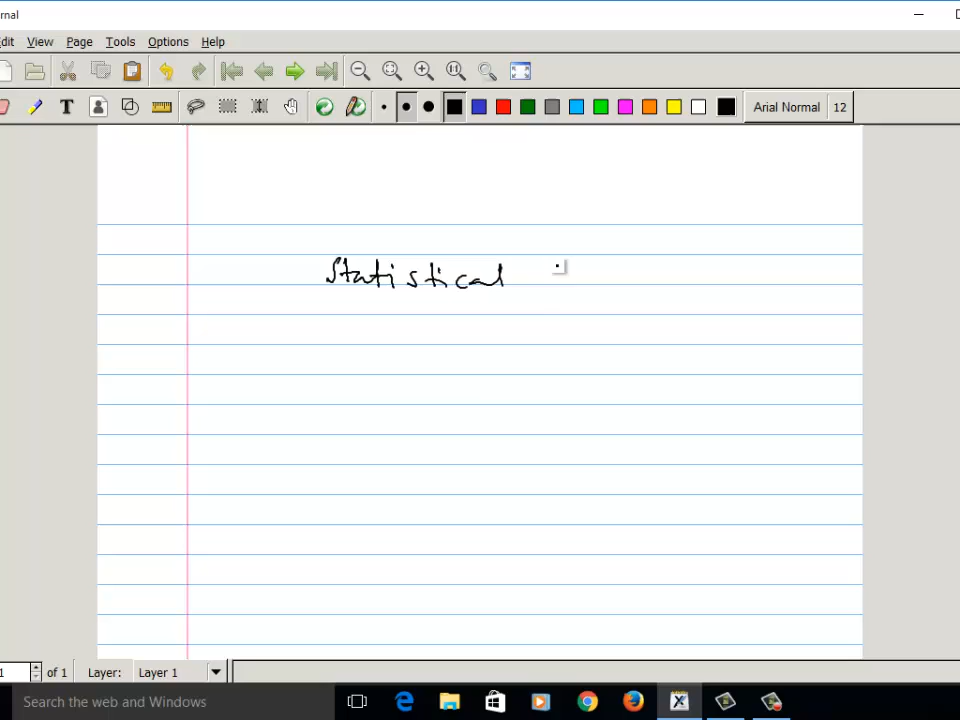 rnal
dit View Page Tools Options Help
T Arial Normal 12
Statistical
1 of 1 Layer: Layer 1
Search the web and Windows